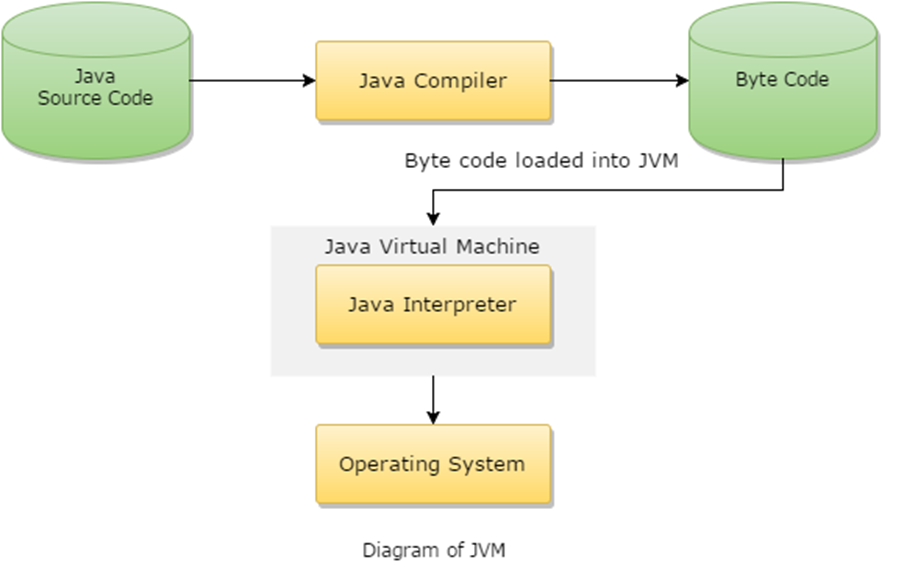 Java
Source Code
Java Compiler
Byte Code
Byte code loaded into JVM
Java Virtual Machine
Java Interpreter
Operating System
Diagram of JVM